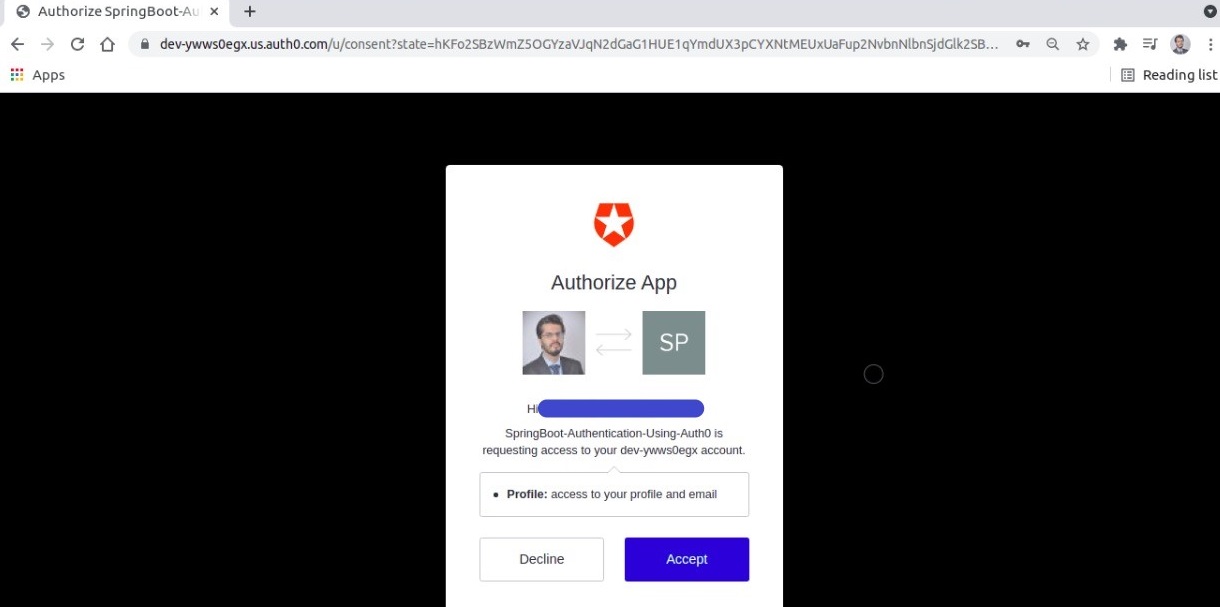 Authorize SpringBoot-Au
dev-ywws0egx.us.auth0.com/u/consent?state=hKFo2SBzWmZ5OGYzaVJqN2dGaG1HUE1qYmdUX3pCYXNtMEUxUaFup2NvbnNlbnSjdGlk2SB...
Apps
Reading list
Authorize App
SP
Hi
SpringBoot-Authentication-Using-Auth0 is
requesting access to your dev-ywws0egx account.
• Profile: access to your profile and email
Decline
Accept